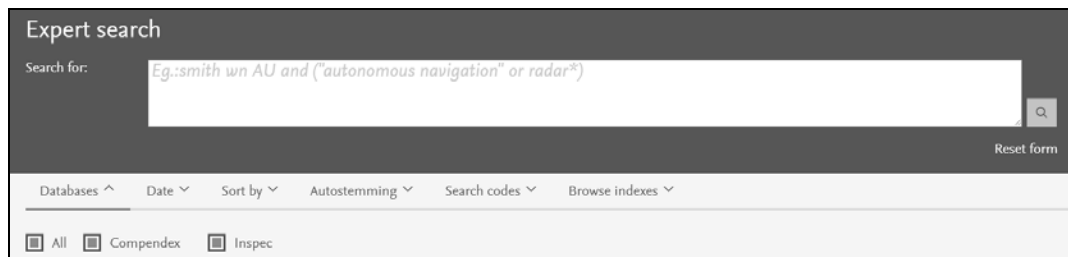 Expert search
Search for:
Eg.:smith wn AU and ("autonomous navigation" or radar*)
Reset form
Databases Date Sort by Autostemming Search codes Browse indexes
All Compendex Inspec